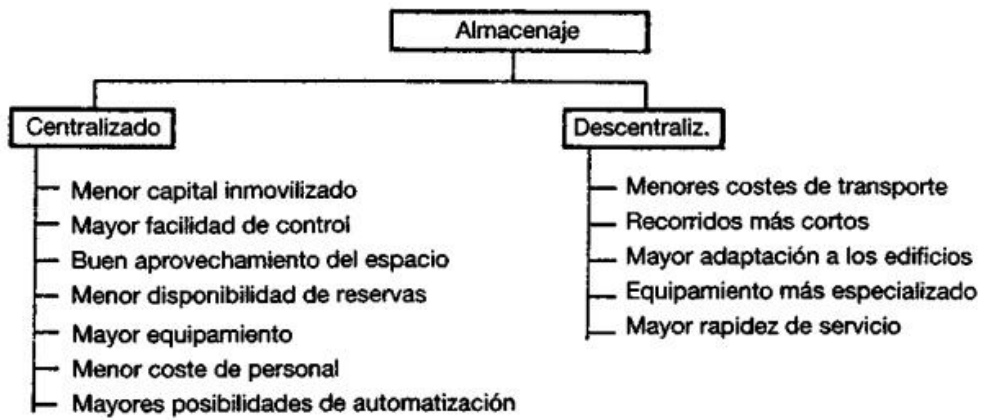 Almacenaje
Centralizado
Menor capital inmovilizado
Mayor facilidad de control
Buen aprovechamiento del espacio
Menor disponibilidad de reservas
Mayor equipamiento
Menor coste de personal
Mayores posibilidades de automatización
Descentraliz.
Menores costes de transporte
Recorridos más cortos
Mayor adaptación a los edificios
Equipamiento más especializado
Mayor rapidez de servicio